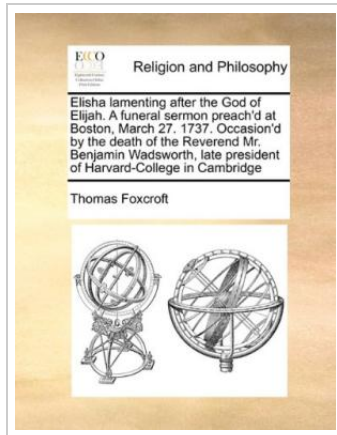 ECCO
Religion and Philosophy
Elisha lamenting after the God of
Elijah. A funeral sermon preach'd at
Boston, March 27. 1737. Occasion'd
by the death of the Reverend Mr.
Benjamin Wadsworth, late president
of Harvard-College in Cambridge
Thomas Foxcroft